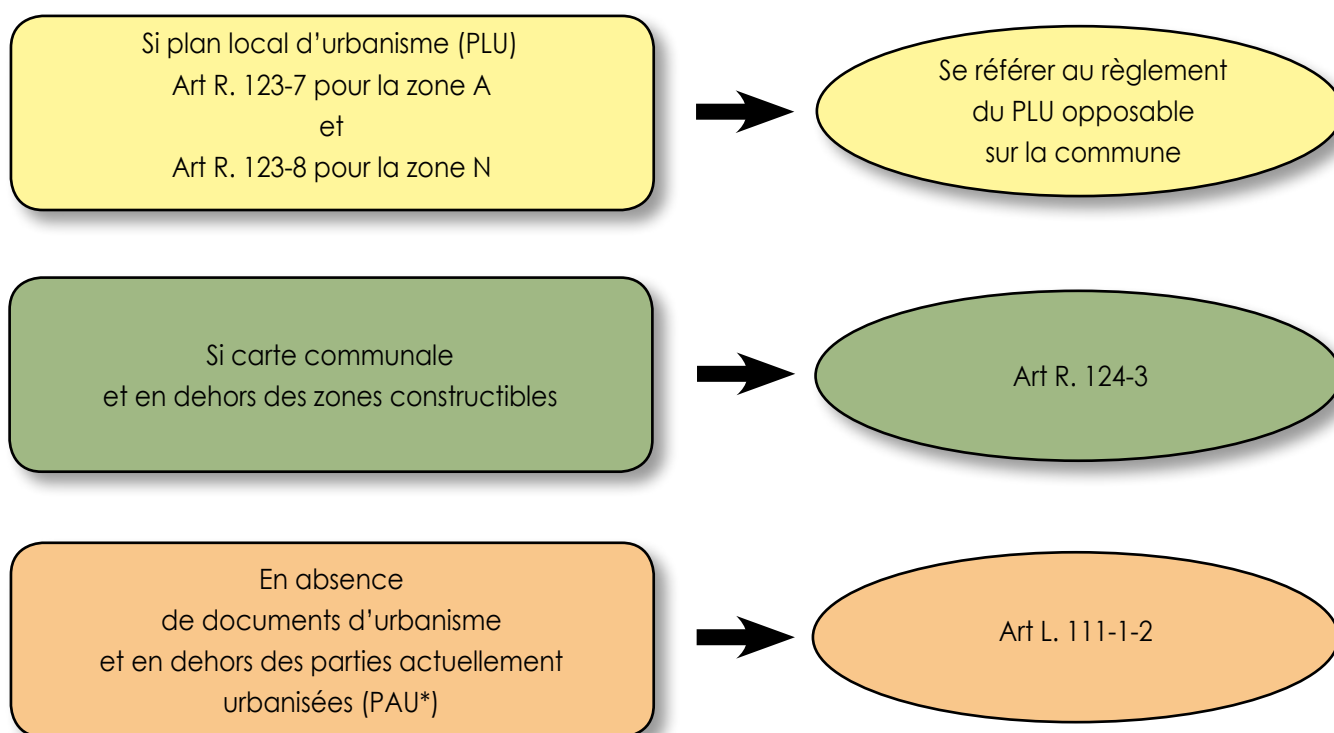 Si plan local d’urbanisme (PLU)
Art R. 123-7 pour la zone A
et
Art R. 123-8 pour la zone N
Se référer au règlement
du PLU opposable
sur la commune
Si carte communale
et en dehors des zones constructibles
Art R. 124-3
En absence
de documents d’urbanisme
et en dehors des parties actuellement
urbanisées (PAU*)
Art L. 111-1-2